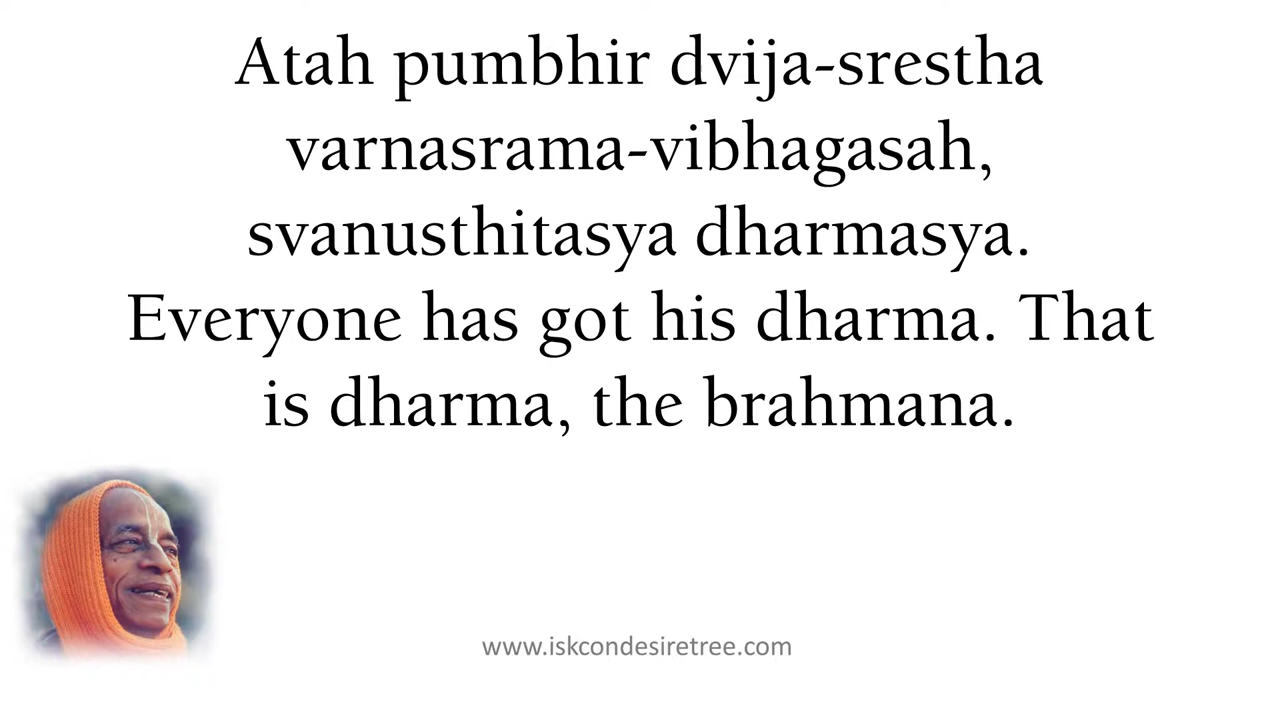 Atah pumbhir dvija-srestha
varnasrama-vibhagasah,
svanusthitasya dharmasya.
Everyone has got his dharma. That
is dharma, the brahmana.
www.iskcondesiretree.com